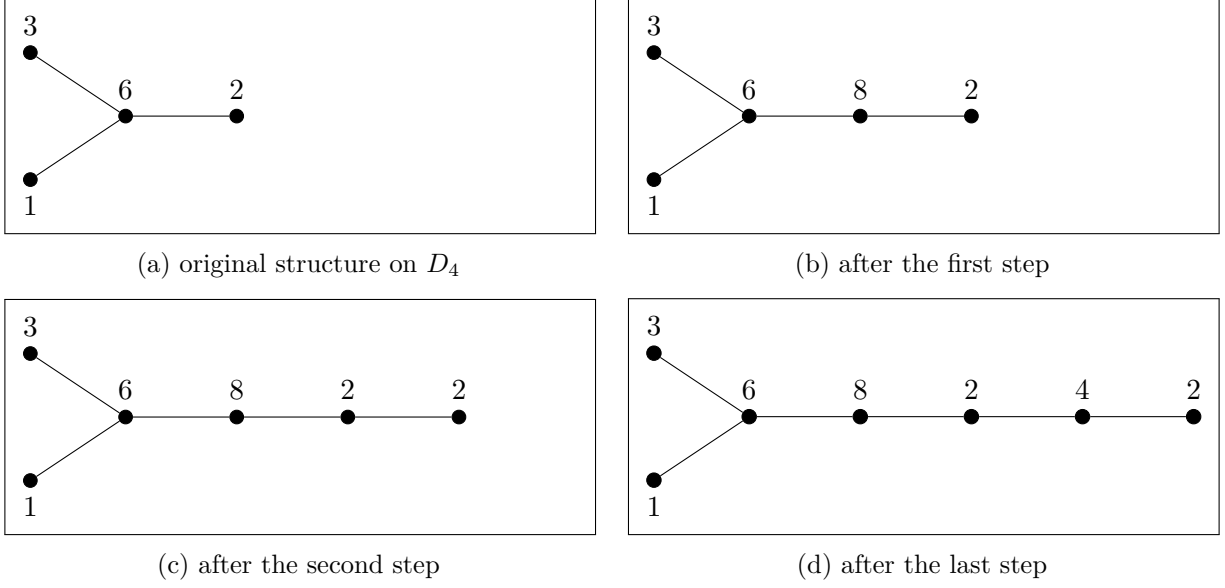 3
6 2
1
(a) original structure on $D_4$
3
6 8 2
1
(b) after the first step
3
6 8 2 2
1
(c) after the second step
3
6 8 2 4 2
1
(d) after the last step